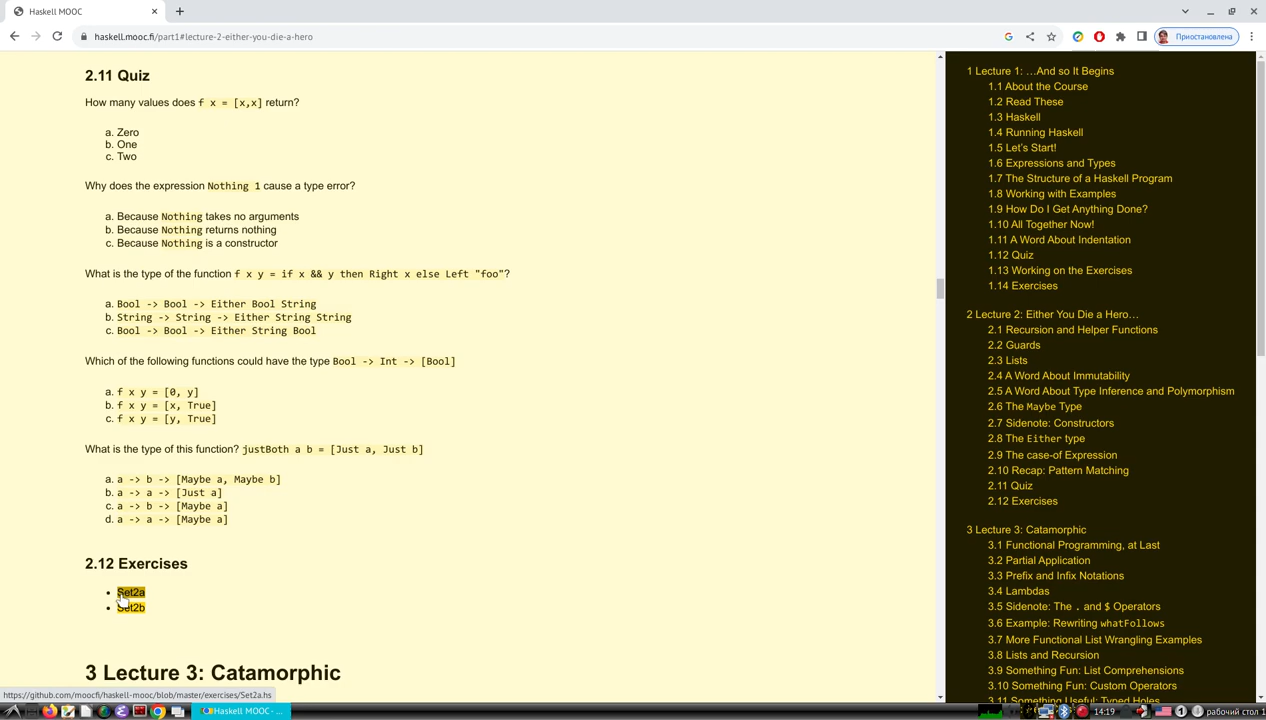 Haskell MOOC
haskell.mooc.fi/part1#lecture-2-either-you-die-a-hero
Приостановлена
2.11 Quiz
How many values does f x = [x,x] return?
a. Zero
b. One
c. Two
Why does the expression Nothing 1 cause a type error?
a. Because Nothing takes no arguments
b. Because Nothing returns nothing
c. Because Nothing is a constructor
What is the type of the function f x y = if x && y then Right x else Left "foo"?
a. Bool -> Bool -> Either Bool String
b. String -> String -> Either String String
c. Bool -> Bool -> Either String Bool
Which of the following functions could have the type Bool -> Int -> [Bool]
a. f x y = [0, y]
b. f x y = [x, True]
c. f x y = [y, True]
What is the type of this function? justBoth a b = [Just a, Just b]
a. a -> b -> [Maybe a, Maybe b]
b. a -> a -> [Just a]
c. a -> b -> [Maybe a]
d. a -> a -> [Maybe a]
2.12 Exercises
Set2a
Set2b
3 Lecture 3: Catamorphic
1 Lecture 1: …And so It Begins
1.1 About the Course
1.2 Read These
1.3 Haskell
1.4 Running Haskell
1.5 Let's Start!
1.6 Expressions and Types
1.7 The Structure of a Haskell Program
1.8 Working with Examples
1.9 How Do I Get Anything Done?
1.10 All Together Now!
1.11 A Word About Indentation
1.12 Quiz
1.13 Working on the Exercises
1.14 Exercises
2 Lecture 2: Either You Die a Hero…
2.1 Recursion and Helper Functions
2.2 Guards
2.3 Lists
2.4 A Word About Immutability
2.5 A Word About Type Inference and Polymorphism
2.6 The Maybe Type
2.7 Sidenote: Constructors
2.8 The Either type
2.9 The case-of Expression
2.10 Recap: Pattern Matching
2.11 Quiz
2.12 Exercises
3 Lecture 3: Catamorphic
3.1 Functional Programming, at Last
3.2 Partial Application
3.3 Prefix and Infix Notations
3.4 Lambdas
3.5 Sidenote: The . and $ Operators
3.6 Example: Rewriting whatFollows
3.7 More Functional List Wrangling Examples
3.8 Lists and Recursion
3.9 Something Fun: List Comprehensions
3.10 Something Fun: Custom Operators
3.11 Something Useful: Typed Holes
https://github.com/moocfi/haskell-mooc/blob/master/exercises/Set2a.hs
Haskell MOOC - ...
14:19
рабочий стол 1